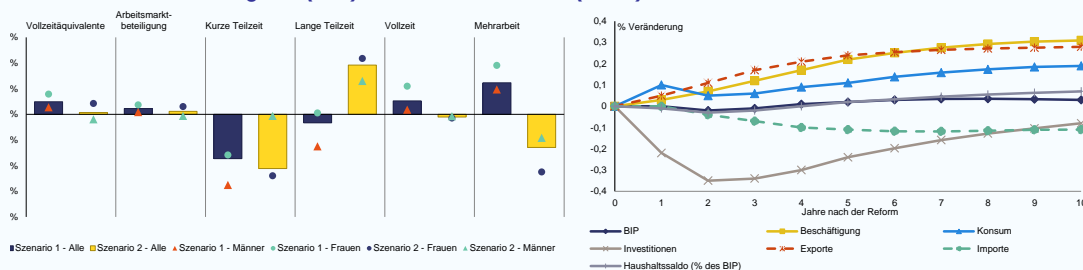 Vollzeitäquivalente
Arbeitsmarkt-
beteiligung
Kurze Teilzeit
Lange Teilzeit
Vollzeit
Mehrarbeit
%
%
%
%
%
%
%
%
Szenario 1 - Alle
Szenario 2 - Alle
Szenario 1 - Männer
Szenario 1 - Frauen
Szenario 2 - Frauen
Szenario 2 - Männer
% Veränderung
0,4
0,3
0,2
0,1
0
-0,1
-0,2
-0,3
-0,4
0 1 2 3 4 5 6 7 8 9 10
Jahre nach der Reform
BIP
Beschäftigung
Konsum
Investitionen
Exporte
Importe
Haushaltssaldo (% des BIP)